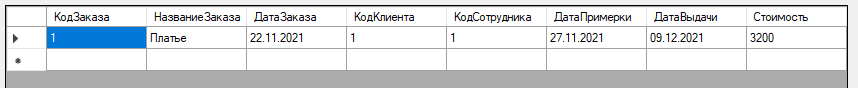 КодЗаказа НазваниеЗаказа ДатаЗаказа КодКлиента КодСотрудника ДатаПримерки ДатаВыдачи Стоимость
1 Платье 22.11.2021 1 1 27.11.2021 09.12.2021 3200